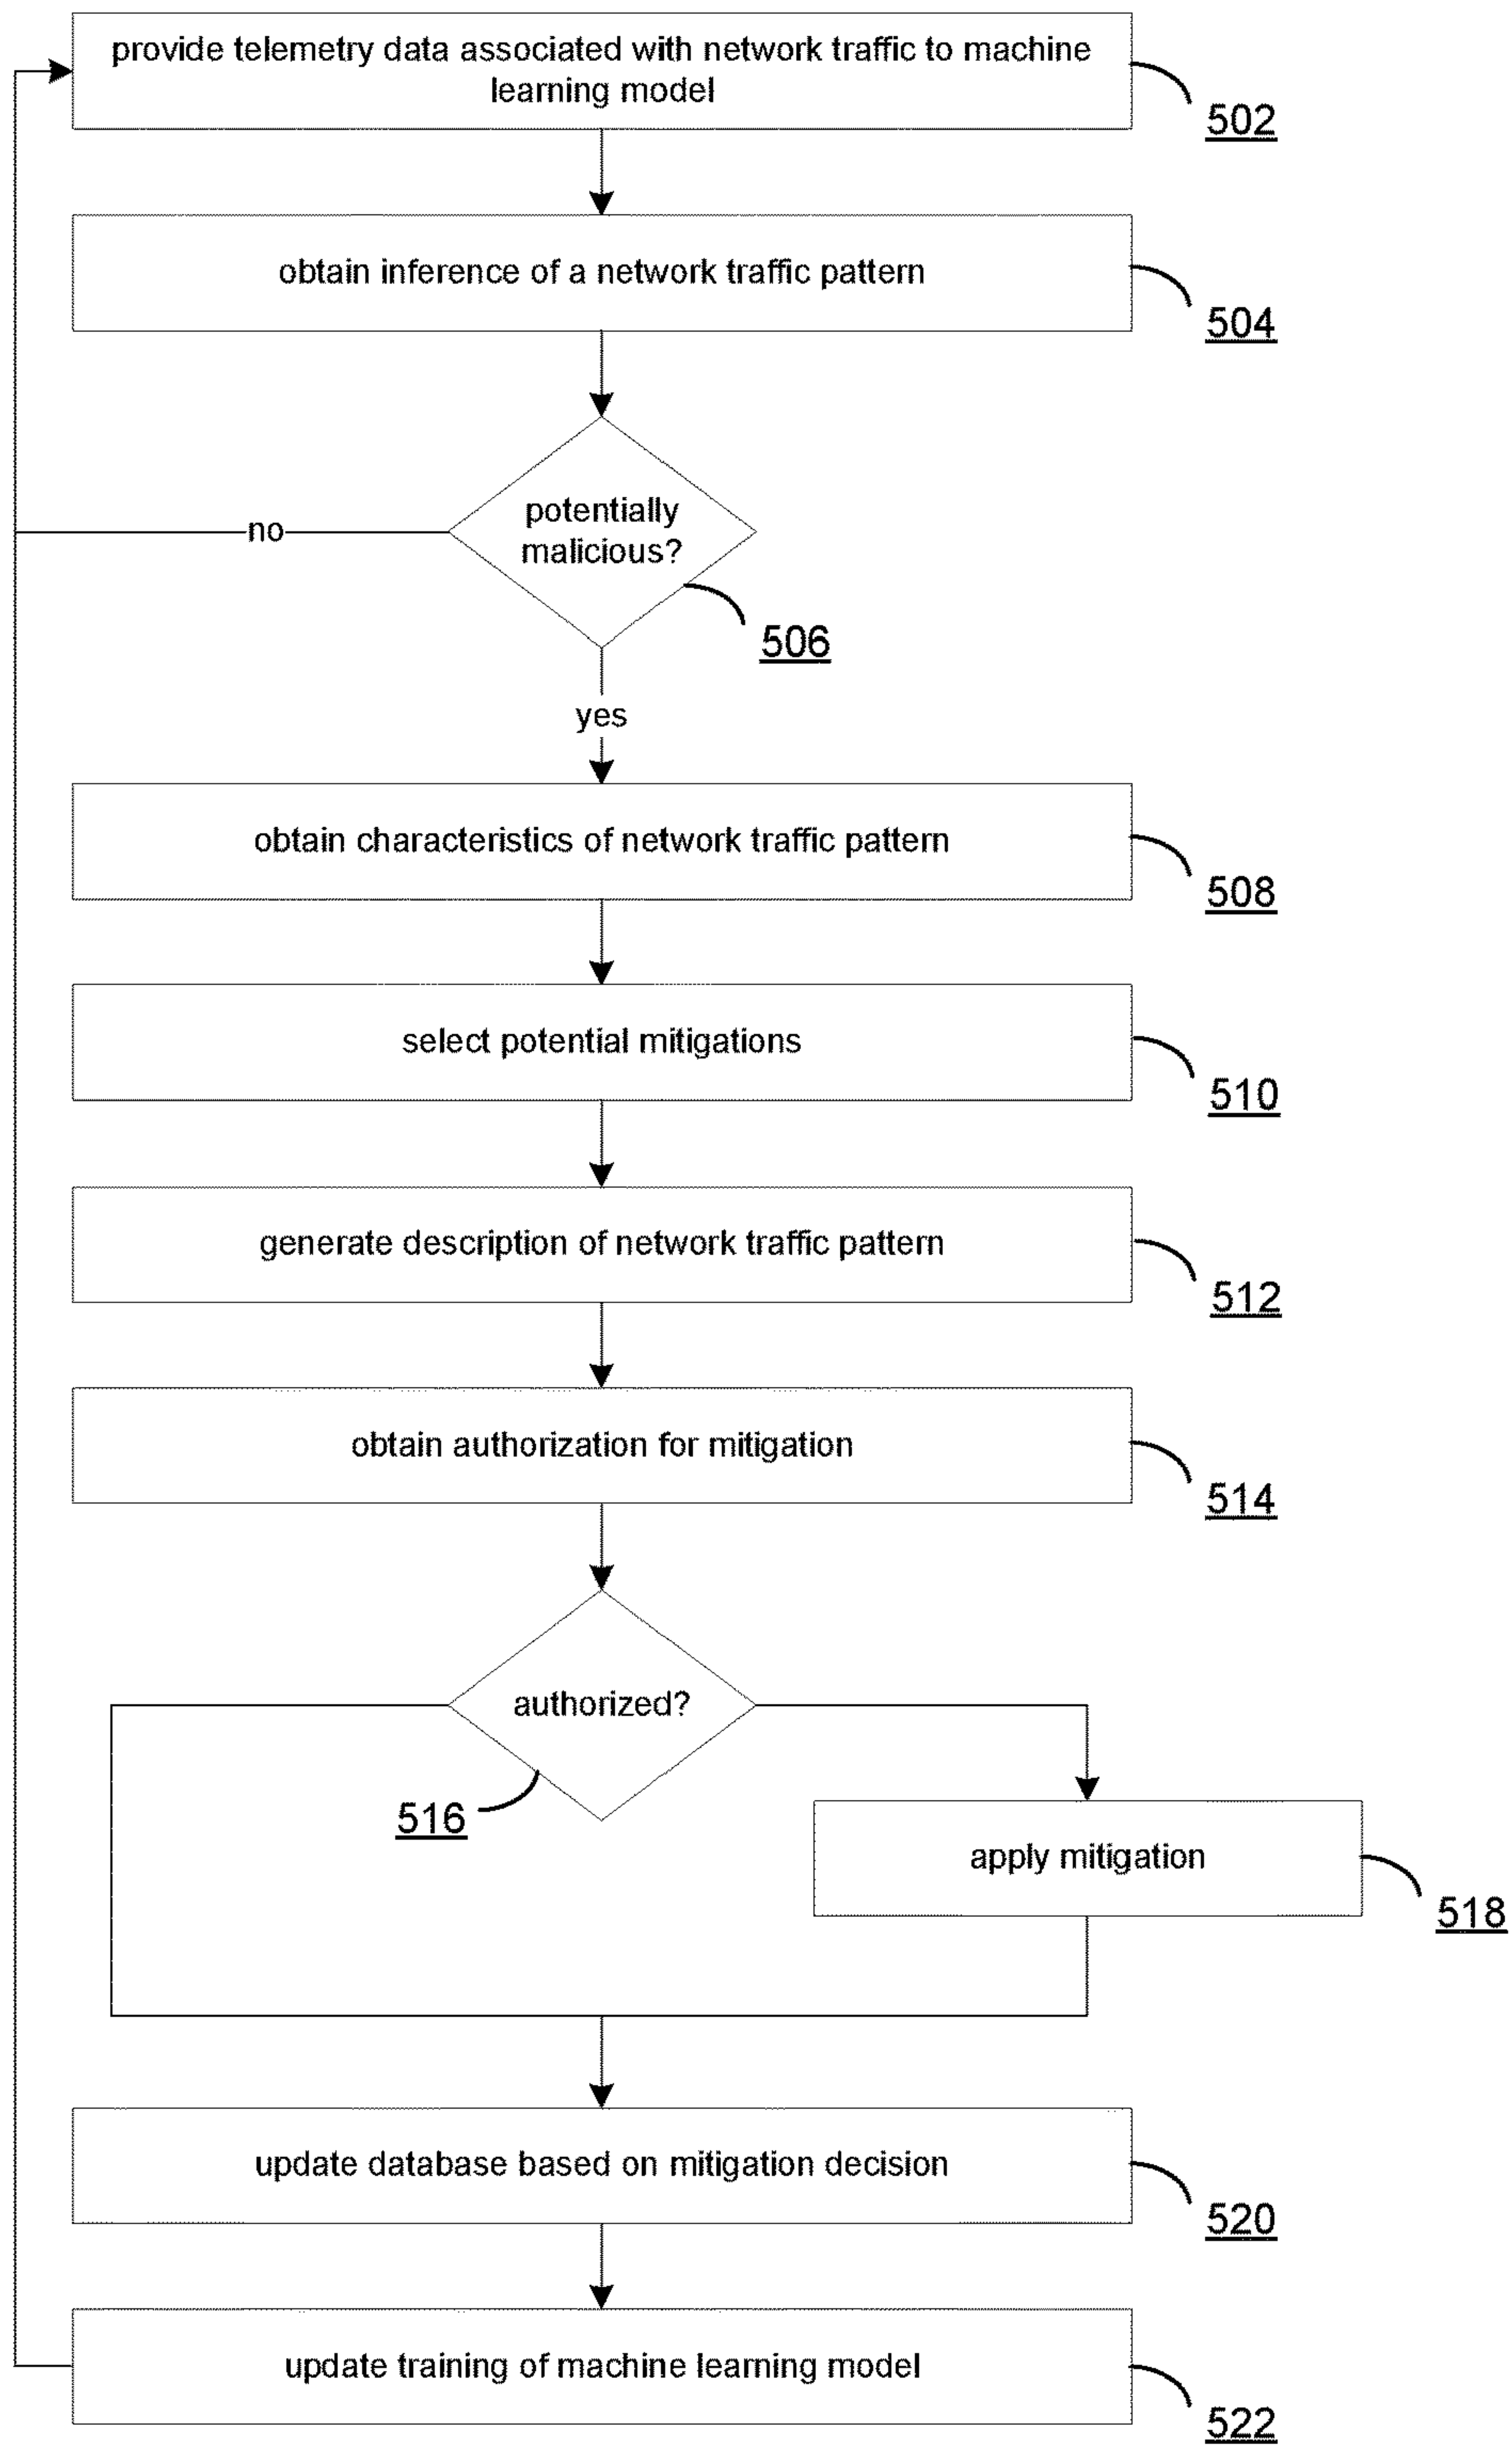 provide telemetry data associated with network traffic to machine
learning model
502
obtain inference of a network traffic pattern
504
potentially
malicious?
no
506
yes
obtain characteristics of network traffic pattern
508
select potential mitigations
510
generate description of network traffic pattern
512
obtain authorization for mitigation
514
authorized?
516
apply mitigation
518
update database based on mitigation decision
520
update training of machine learning model
522